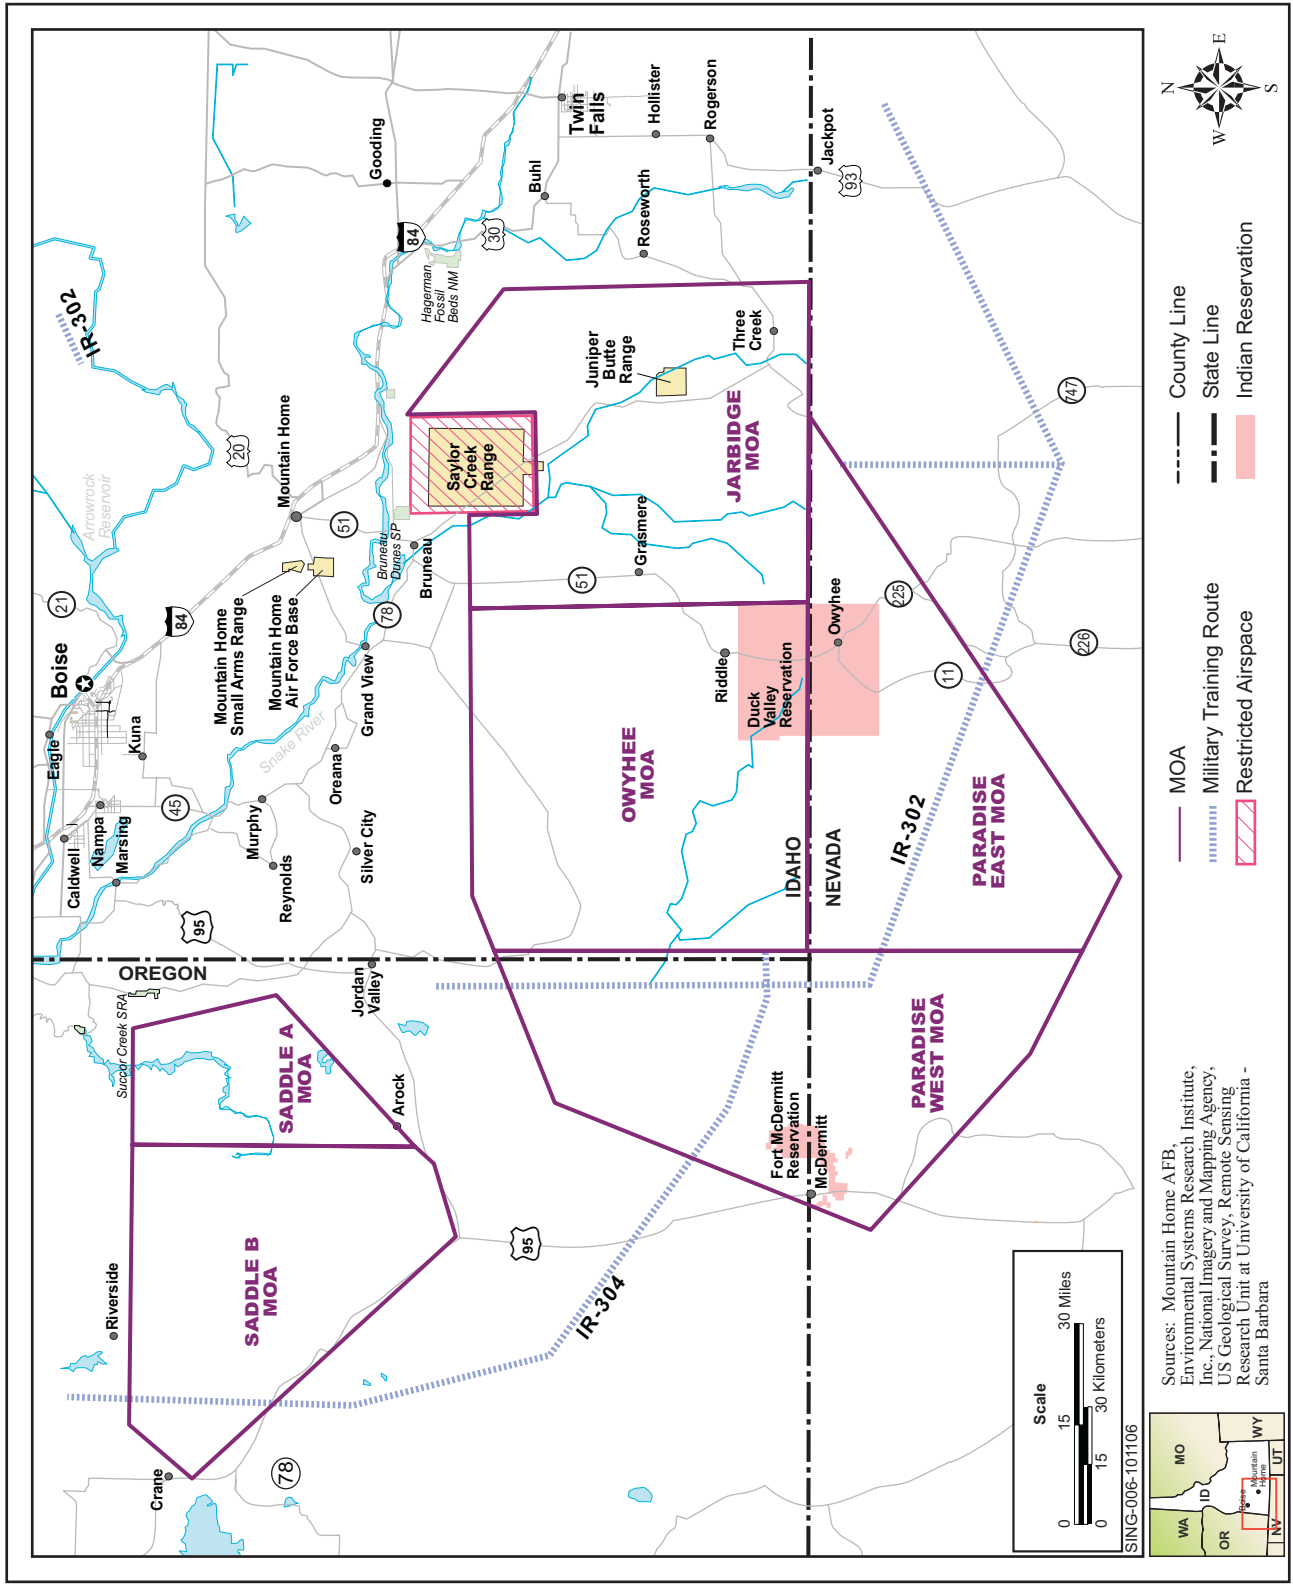 IR-302
Arrowrock
Reservoir
20
21
Boise
84
Eagle
Kuna
Nampa
Caldwell
Marsing
45
95
Mountain Home
51
Mountain Home
Small Arms Range
Mountain Home
Air Force Base
Snake River
Grand View
78
Oreana
Murphy
Reynolds
Silver City
Bruneau
Dunes SP
Bruneau
Gooding
84
Hagerman
Fossil
Beds NM
30
Buhl
Twin
Falls
Hollister
Rogerson
Roseworth
Jackpot
93
Three
Creek
Juniper
Butte
Range
Saylor
Creek
Range
JARBIDGE
MOA
Grasmere
51
Riddle
Duck
Valley
Reservation
Owyhee
225
226
11
747
OWYHEE
MOA
IDAHO
NEVADA
IR-302
PARADISE
EAST MOA
PARADISE
WEST MOA
OREGON
Succor Creek SRA
Jordan
Valley
SADDLE A
MOA
Arock
SADDLE B
MOA
Riverside
Crane
78
95
IR-304
Fort McDermitt
Reservation
McDermitt
Scale
0
15
30 Miles
0
15
30 Kilometers
SING-006-101106
WA
MO
OR
ID
WY
NV
UT
Boise
Mountain
Home
Sources: Mountain Home AFB,
Environmental Systems Research Institute,
Inc., National Imagery and Mapping Agency,
US Geological Survey, Remote Sensing
Research Unit at University of California -
Santa Barbara
MOA
Military Training Route
Restricted Airspace
County Line
State Line
Indian Reservation
N
E
S
W